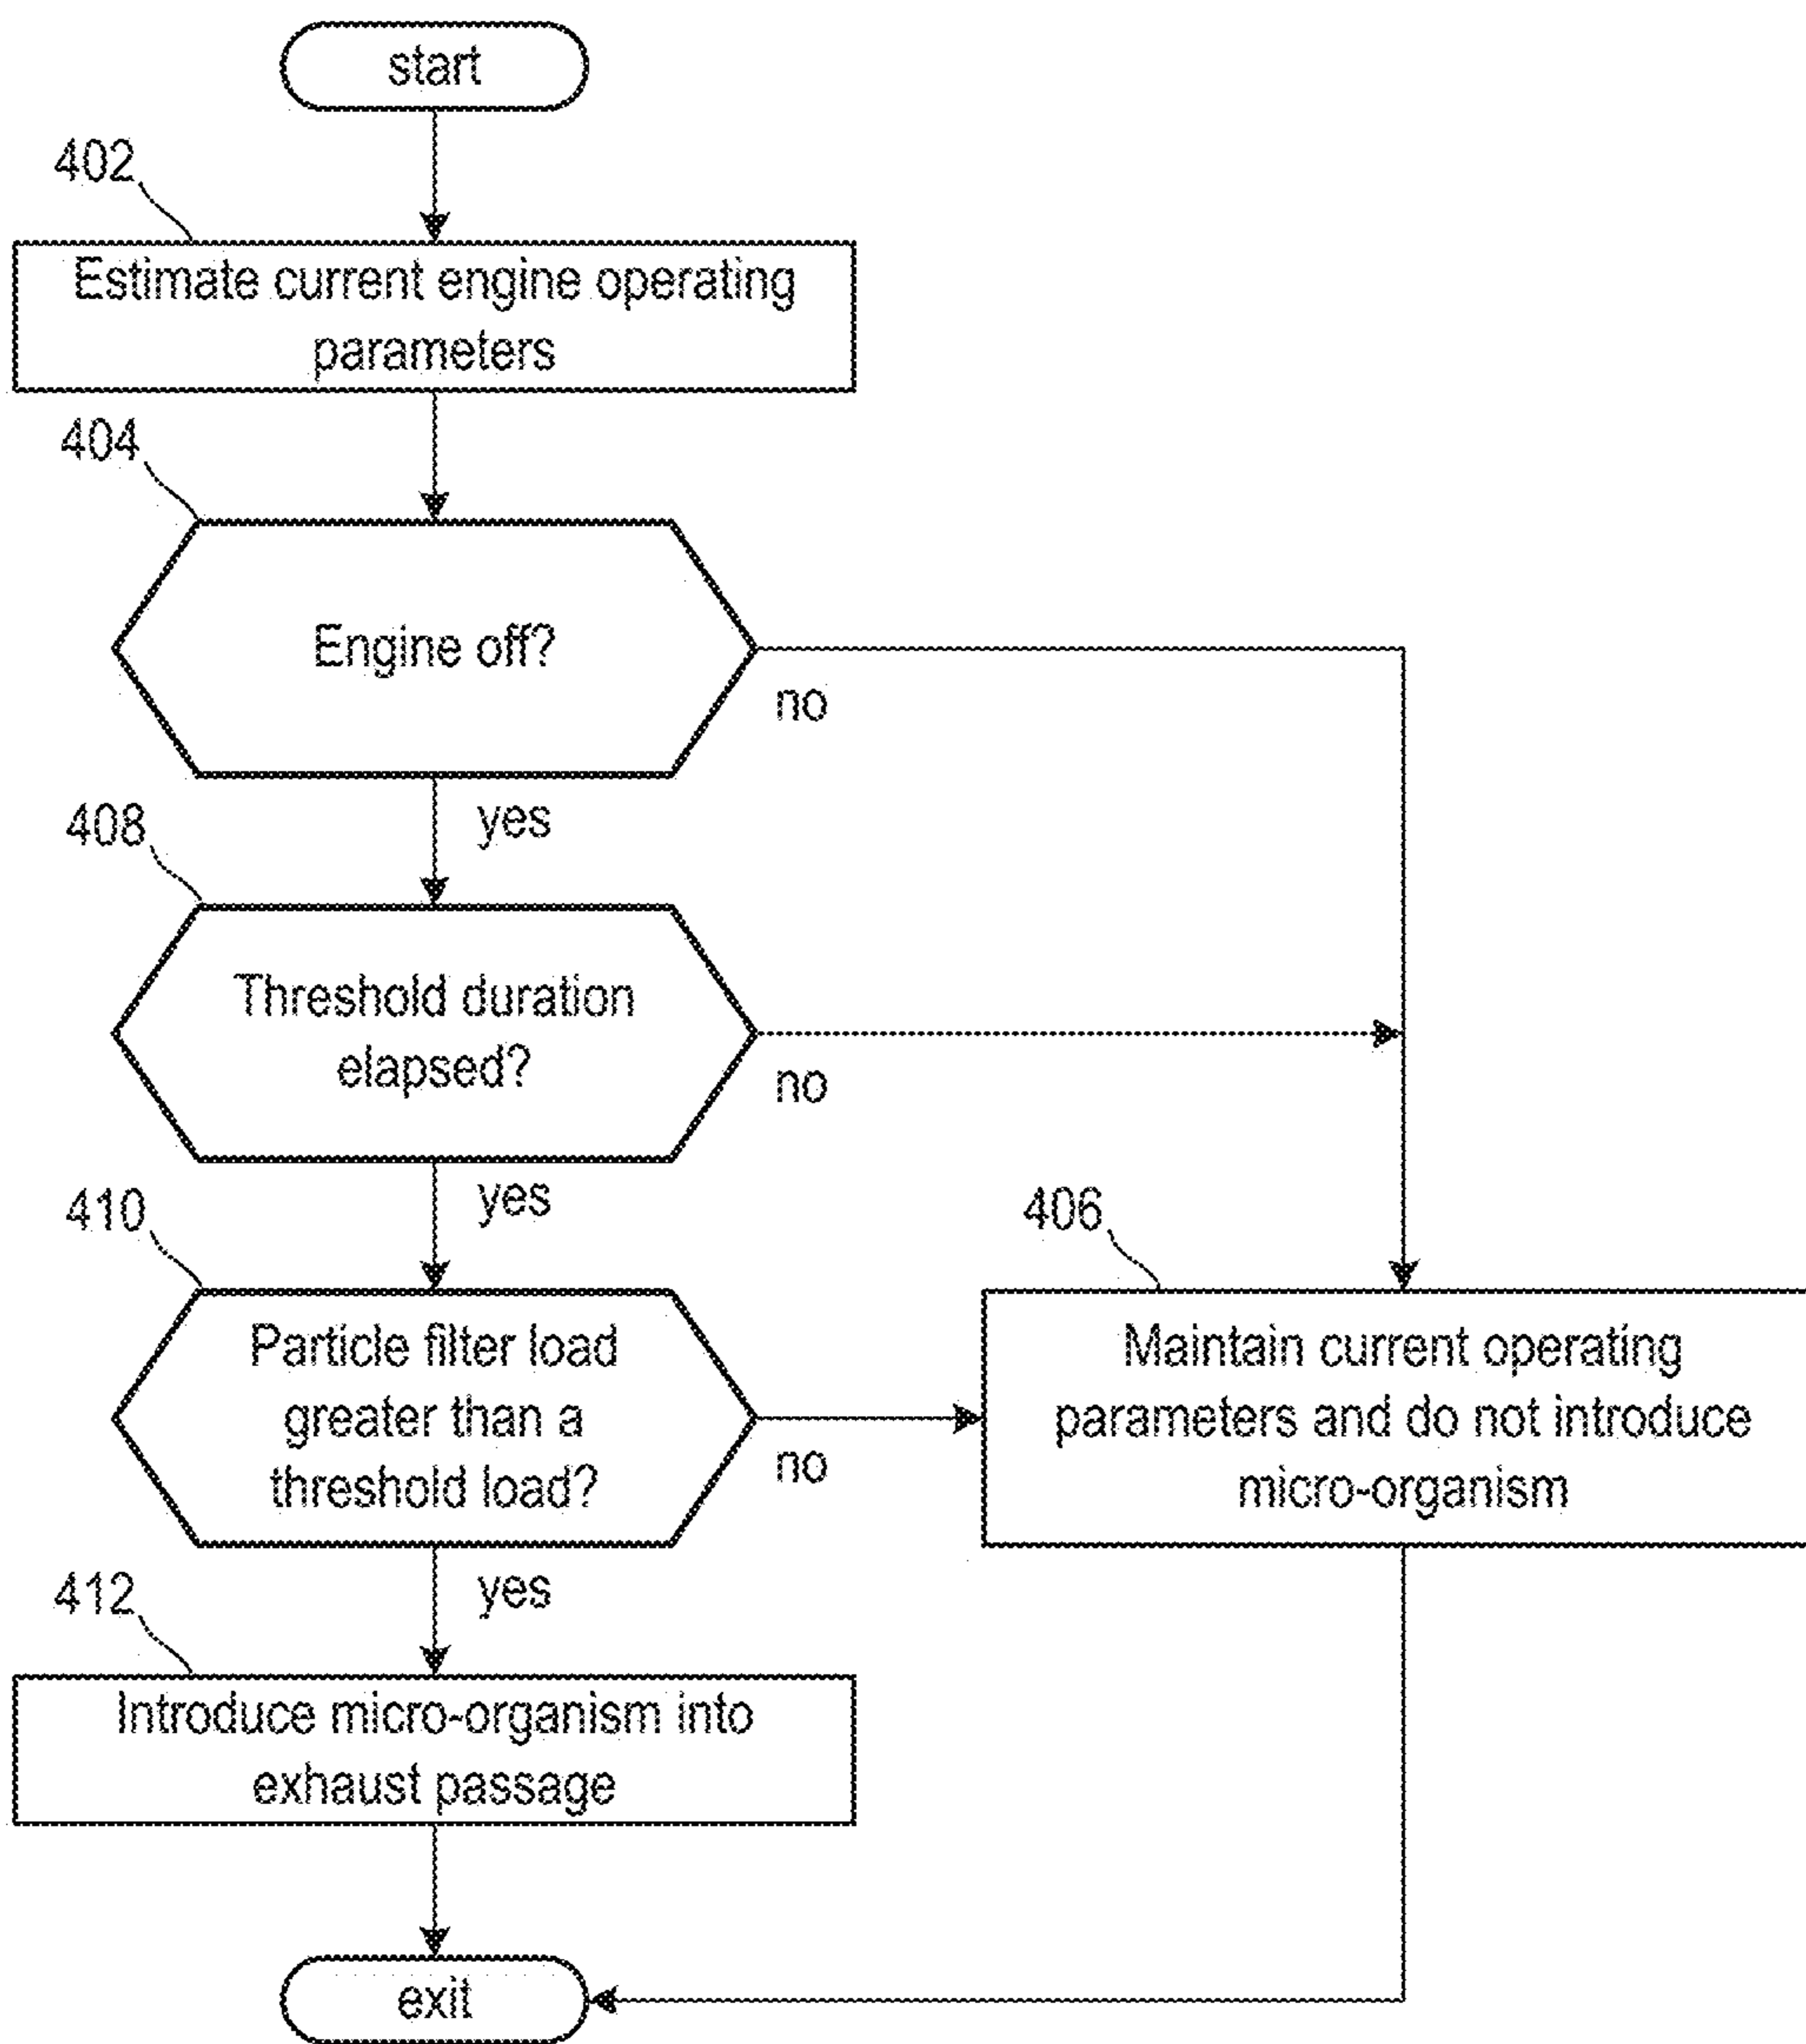 start
402
Estimate current engine operating
parameters
404
Engine off?
no
yes
408
Threshold duration
elapsed?
no
yes
410
Particle filter load
greater than a
threshold load?
no
yes
406
Maintain current operating
parameters and do not introduce
micro-organism
412
Introduce micro-organism into
exhaust passage
exit